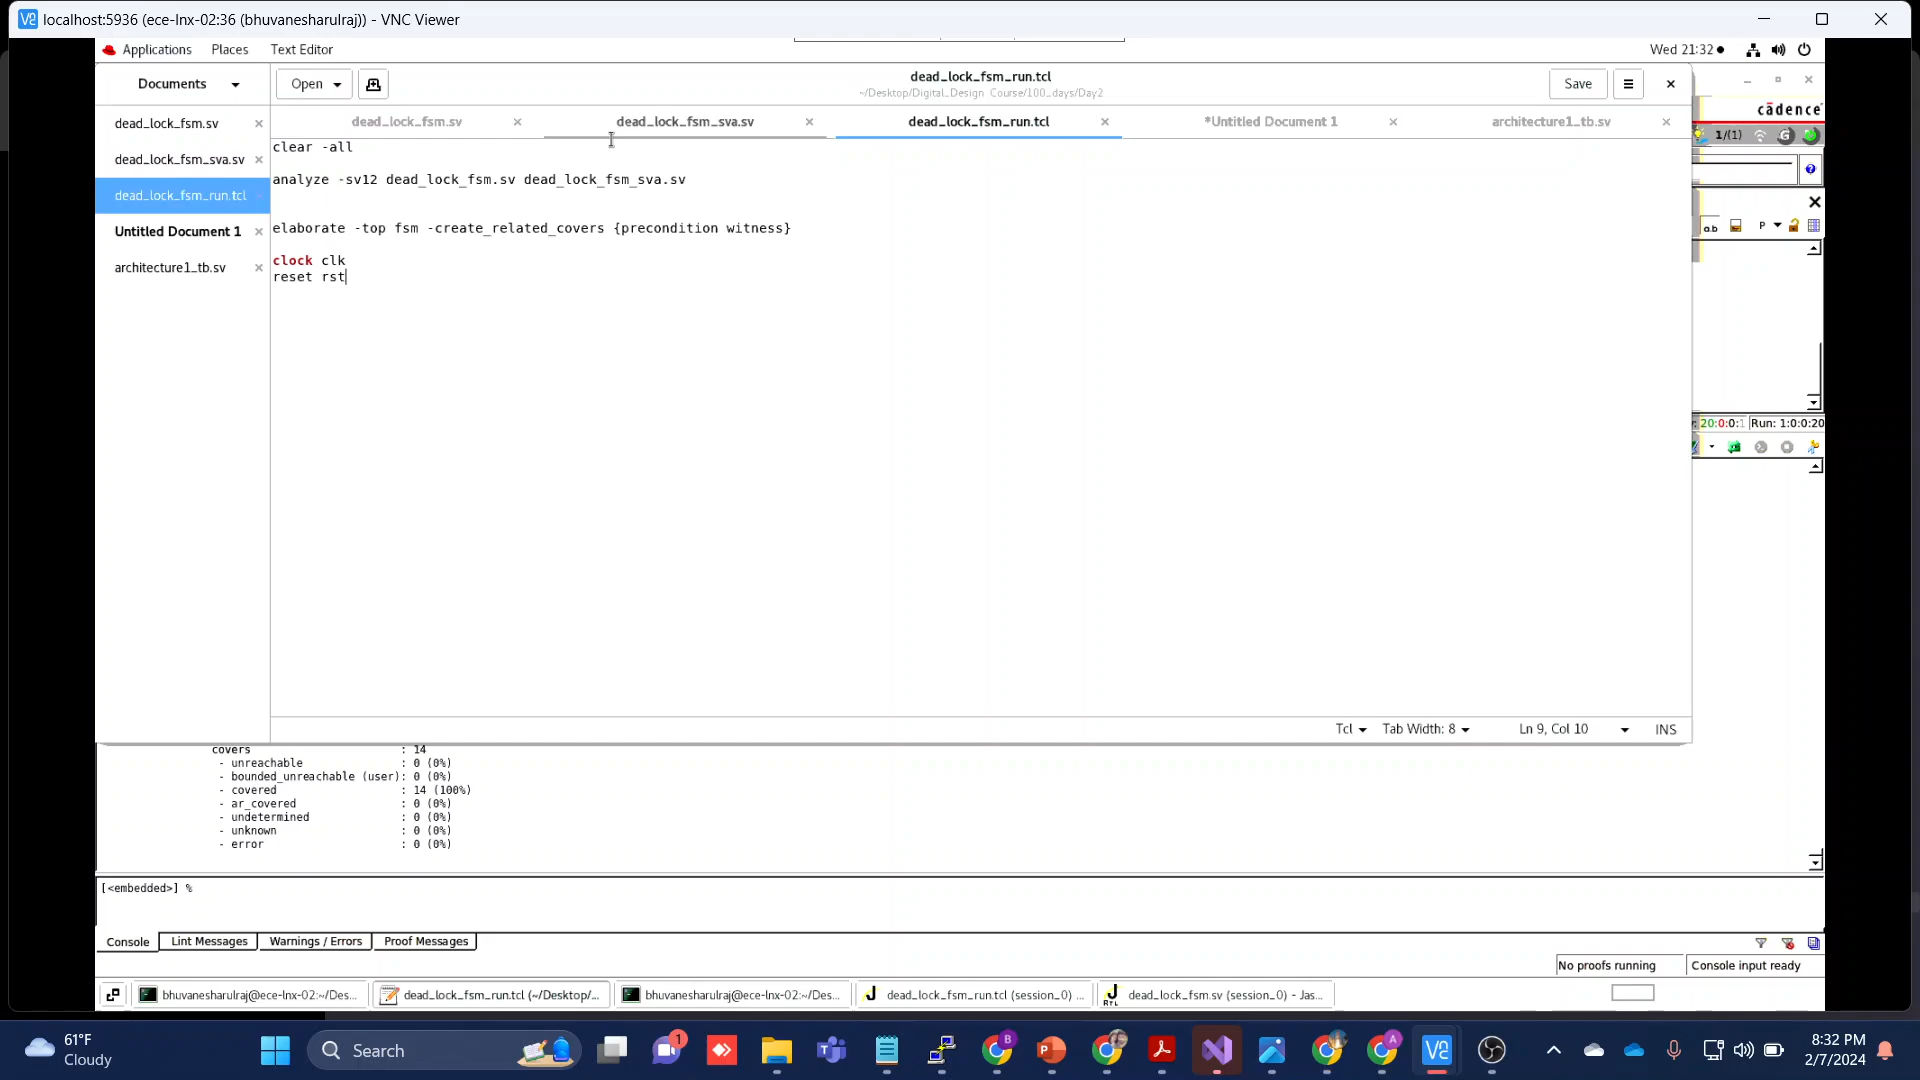 localhost:5936 (ece-lnx-02:36 (bhuvanesharulraj)) - VNC Viewer
Applications Places Text Editor Wed 21:32
Documents Open dead_lock_fsm_run.tcl Save
~/Desktop/Digital_Design Course/100_days/Day2
cādence
dead_lock_fsm.sv dead_lock_fsm_sva.sv dead_lock_fsm_run.tcl *Untitled Document 1 architecture1_tb.sv
1/(1)
dead_lock_fsm.sv
dead_lock_fsm_sva.sv
dead_lock_fsm_run.tcl
Untitled Document 1
architecture1_tb.sv
clear -all
analyze -sv12 dead_lock_fsm.sv dead_lock_fsm_sva.sv
elaborate -top fsm -create_related_covers {precondition witness}
clock clk
reset rst
a.b P
20:0:0:1 Run: 1:0:0:20
Tcl Tab Width: 8 Ln 9, Col 10 INS
covers : 14
- unreachable : 0 (0%)
- bounded_unreachable (user): 0 (0%)
- covered : 14 (100%)
- ar_covered : 0 (0%)
- undetermined : 0 (0%)
- unknown : 0 (0%)
- error : 0 (0%)
[<embedded>] %
Console Lint Messages Warnings / Errors Proof Messages
No proofs running Console input ready
bhuvanesharulraj@ece-lnx-02:~/Des... dead_lock_fsm_run.tcl (~/Desktop/... bhuvanesharulraj@ece-lnx-02:~/Des... dead_lock_fsm_run.tcl (session_0) ... dead_lock_fsm.sv (session_0) - Jas...
61°F
Cloudy
Search
1
8:32 PM
2/7/2024